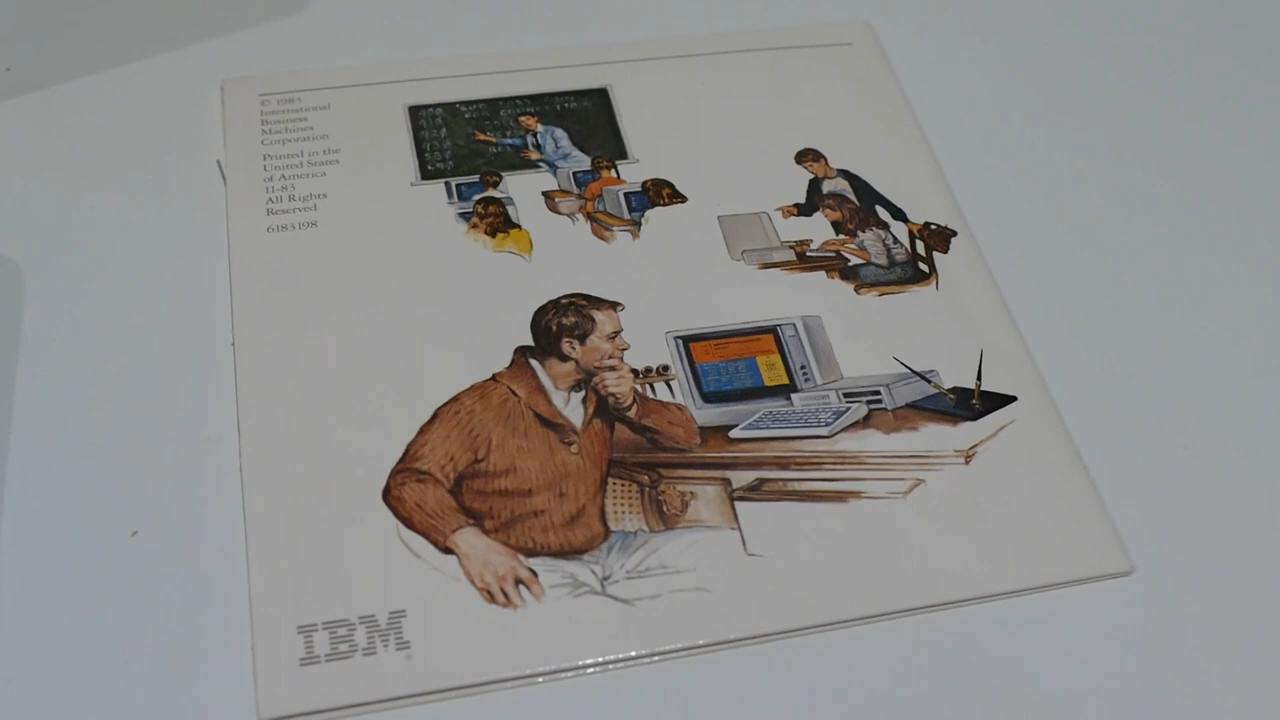 © 1983
International
Business
Machines
Corporation
Printed in the
United States
of America
11-83
All Rights
Reserved
6183198
IBM